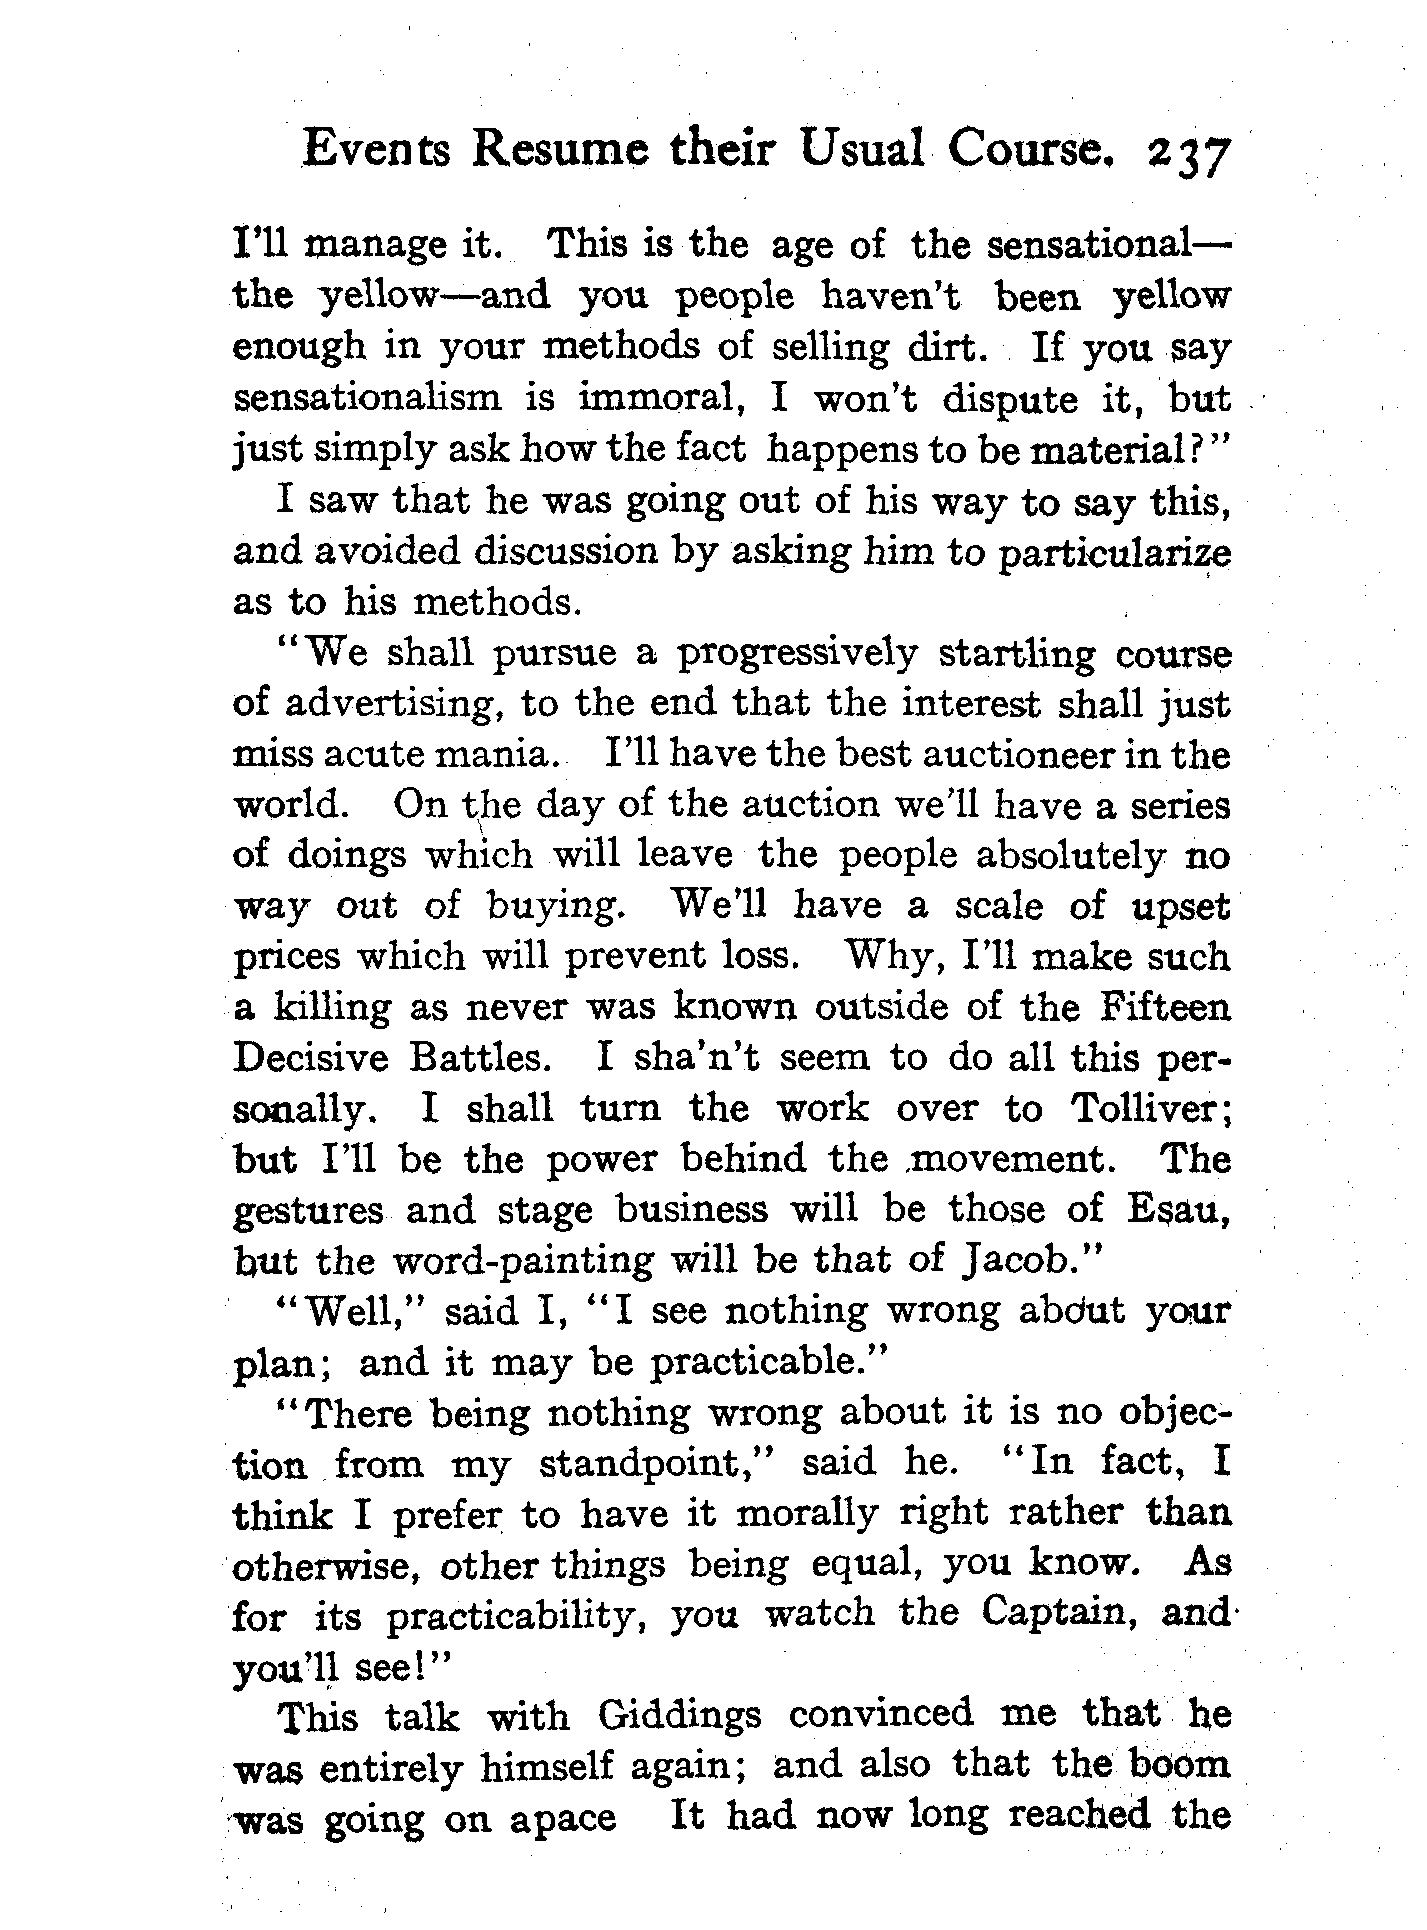 Events Resume their Usual Course. 237
I'll manage it. This is the age of the sensational—
the yellow—and you people haven't been yellow
enough in your methods of selling dirt. If you say
sensationalism is immoral, I won't dispute it, but
just simply ask how the fact happens to be material?"
I saw that he was going out of his way to say this,
and avoided discussion by asking him to particularize
as to his methods.
"We shall pursue a progressively startling course
of advertising, to the end that the interest shall just
miss acute mania. I'll have the best auctioneer in the
world. On the day of the auction we'll have a series
of doings which will leave the people absolutely no
way out of buying. We'll have a scale of upset
prices which will prevent loss. Why, I'll make such
a killing as never was known outside of the Fifteen
Decisive Battles. I sha'n't seem to do all this per-
sonally. I shall turn the work over to Tolliver;
but I'll be the power behind the movement. The
gestures and stage business will be those of Esau,
but the word-painting will be that of Jacob."
"Well," said I, "I see nothing wrong about your
plan; and it may be practicable."
"There being nothing wrong about it is no objec-
tion from my standpoint," said he. "In fact, I
think I prefer to have it morally right rather than
otherwise, other things being equal, you know. As
for its practicability, you watch the Captain, and
you'll see!"
This talk with Giddings convinced me that he
was entirely himself again; and also that the boom
was going on apace It had now long reached the